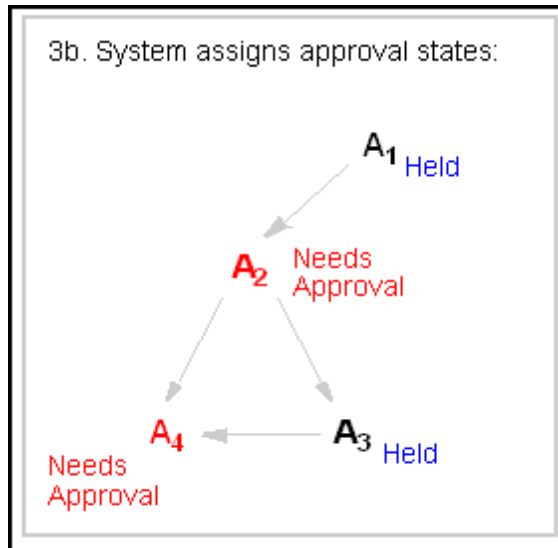 3b. System assigns approval states:
A1
Held
A2
Needs
Approval
A4
Needs
Approval
A3
Held